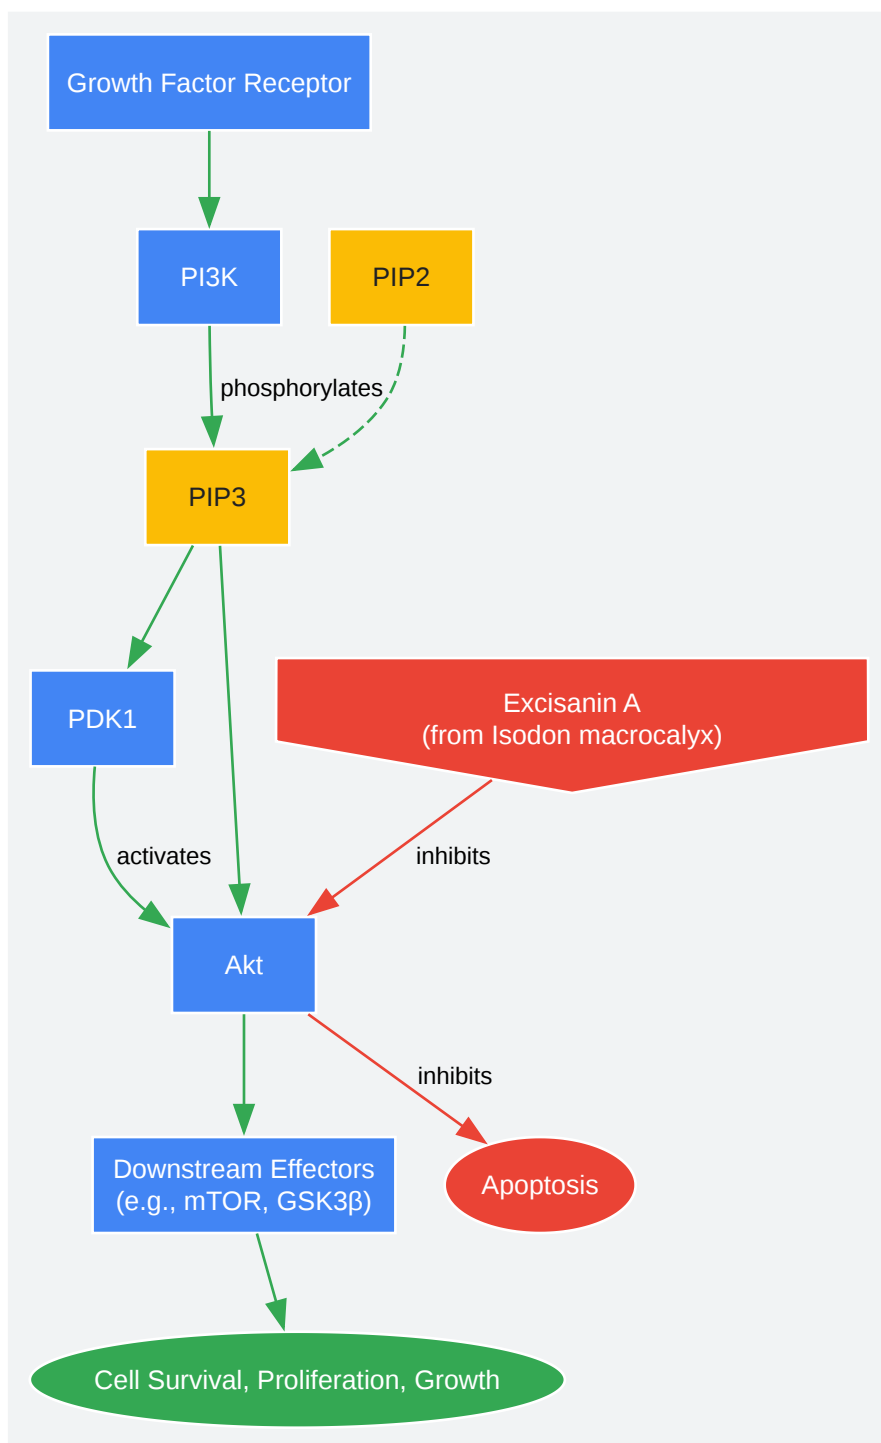 Growth Factor Receptor
PI3K
PIP2
phosphorylates
PIP3
PDK1
Excisanin A
(from Isodon macrocalyx)
activates
inhibits
Akt
inhibits
Downstream Effectors
(e.g., mTOR, GSK3β)
Apoptosis
Cell Survival, Proliferation, Growth